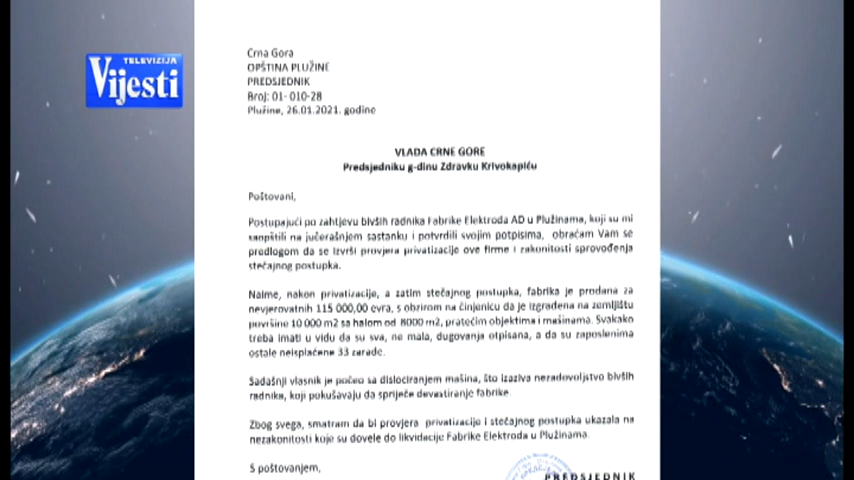 TELEVIZIJA
Vijesti
Crna Gora
OPŠTINA PLUŽINE
PREDSJEDNIK
Broj: 01- 010-28
Plužine, 26.01.2021. godine
VLADA CRNE GORE
Predsjedniku g-dinu Zdravku Krivokapiću
Poštovani,
Postupajući po zahtjevu bivših radnika Fabrike Elektroda AD u Plužinama, koji su mi
saopštili na jučerašnjem sastanku i potvrdili svojim potpisima, obraćam Vam se
predlogom da se izvrši provjera privatizacije ove firme i zakonitosti sprovođenja
stečajnog postupka.
Naime, nakon privatizacije, a zatim stečajnog postupka, fabrika je prodana za
nevjerovatnih 115 000,00 evra, s obzirom na činjenicu da je izgrađena na zemljištu
površine 10 000 m2 sa halom od 8000 m2, pratećim objektima i mašinama. Svakako
treba imati u vidu da su sva, ne mala, dugovanja otpisana, a da su zaposlenima
ostale neisplaćene 33 zarade.
Sadašnji vlasnik je počeo sa dislociranjem mašina, što izaziva nezadovoljstvo bivših
radnika, koji pokušavaju da spriječe devastiranje fabrike.
Zbog svega, smatram da bi provjera privatizacije i stečajnog postupka ukazala na
nezakonitosti koje su dovele do likvidacije Fabrike Elektroda u Plužinama.
S poštovanjem,
PREDSJEDNIK